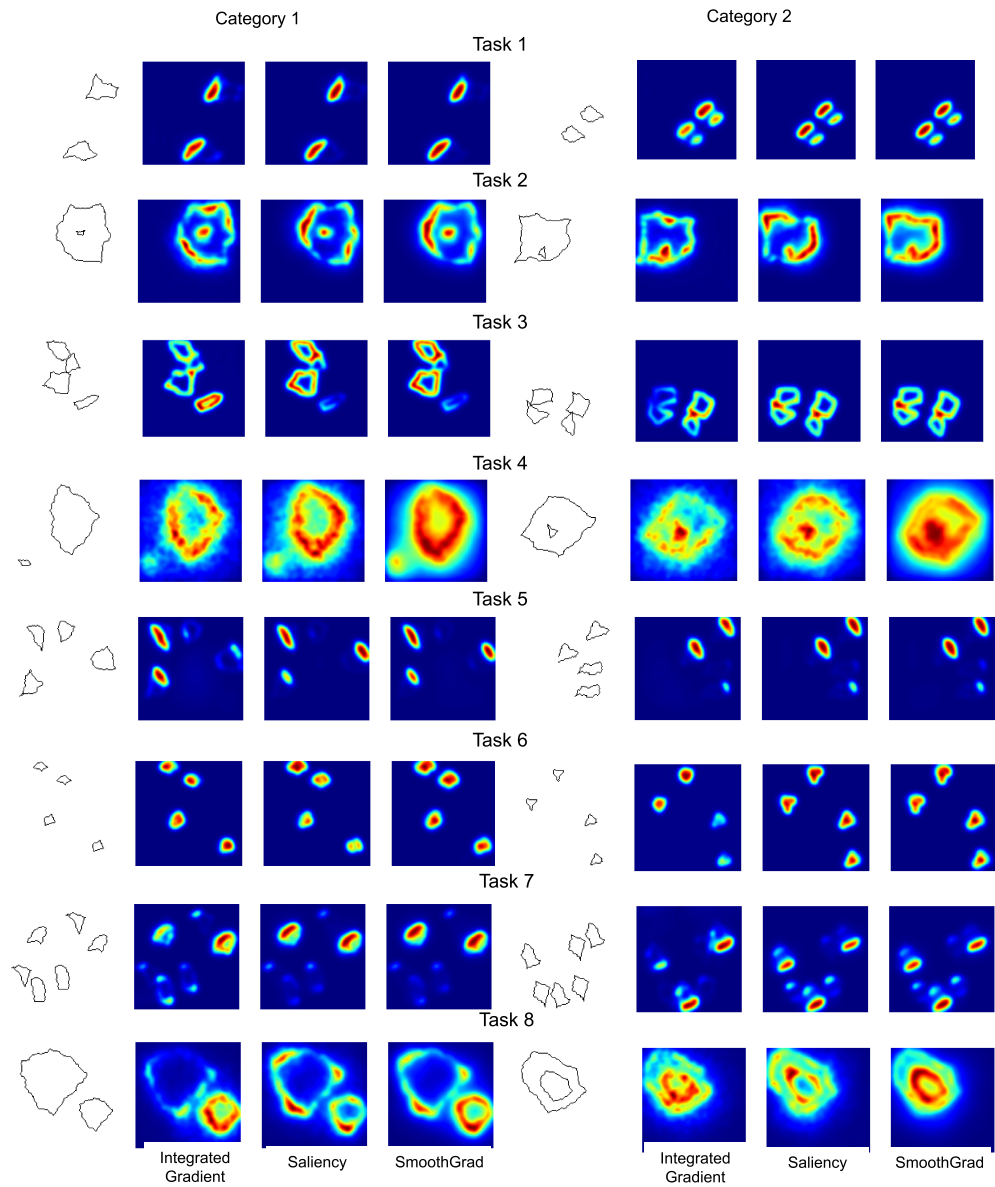 Category 1
Category 2
Task 1
Task 2
Task 3
Task 4
Task 5
Task 6
Task 7
Task 8
Integrated
Gradient
Saliency
SmoothGrad
Integrated
Gradient
Saliency
SmoothGrad